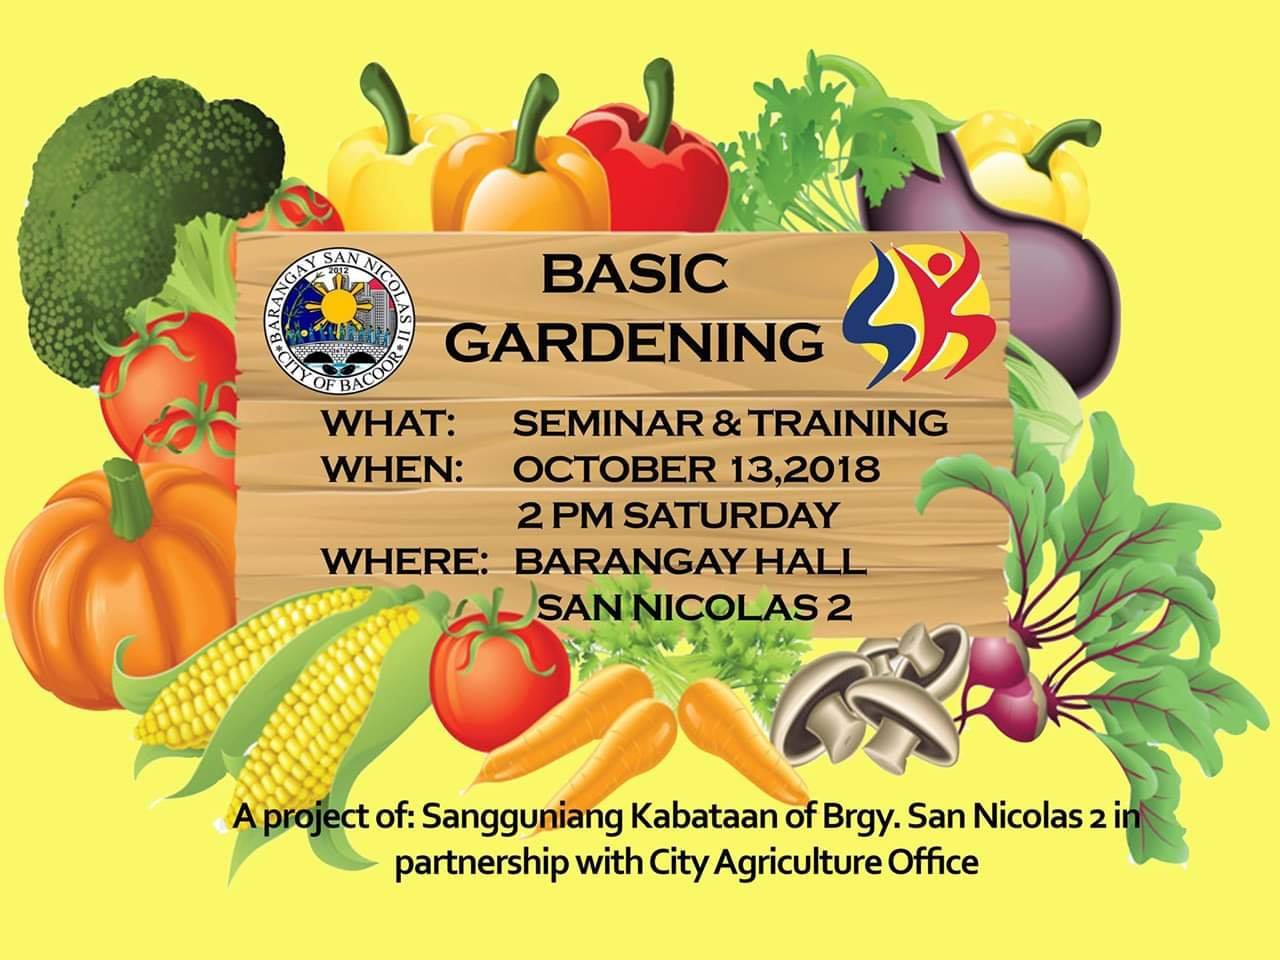 BASIC
GARDENING
BARANGAY SAN NICOLAS II
2012
CITY OF BACOOR
SK
WHAT: SEMINAR & TRAINING
WHEN: OCTOBER 13,2018
2 PM SATURDAY
WHERE: BARANGAY HALL
SAN NICOLAS 2
A project of: Sangguniang Kabataan of Brgy. San Nicolas 2 in
partnership with City Agriculture Office